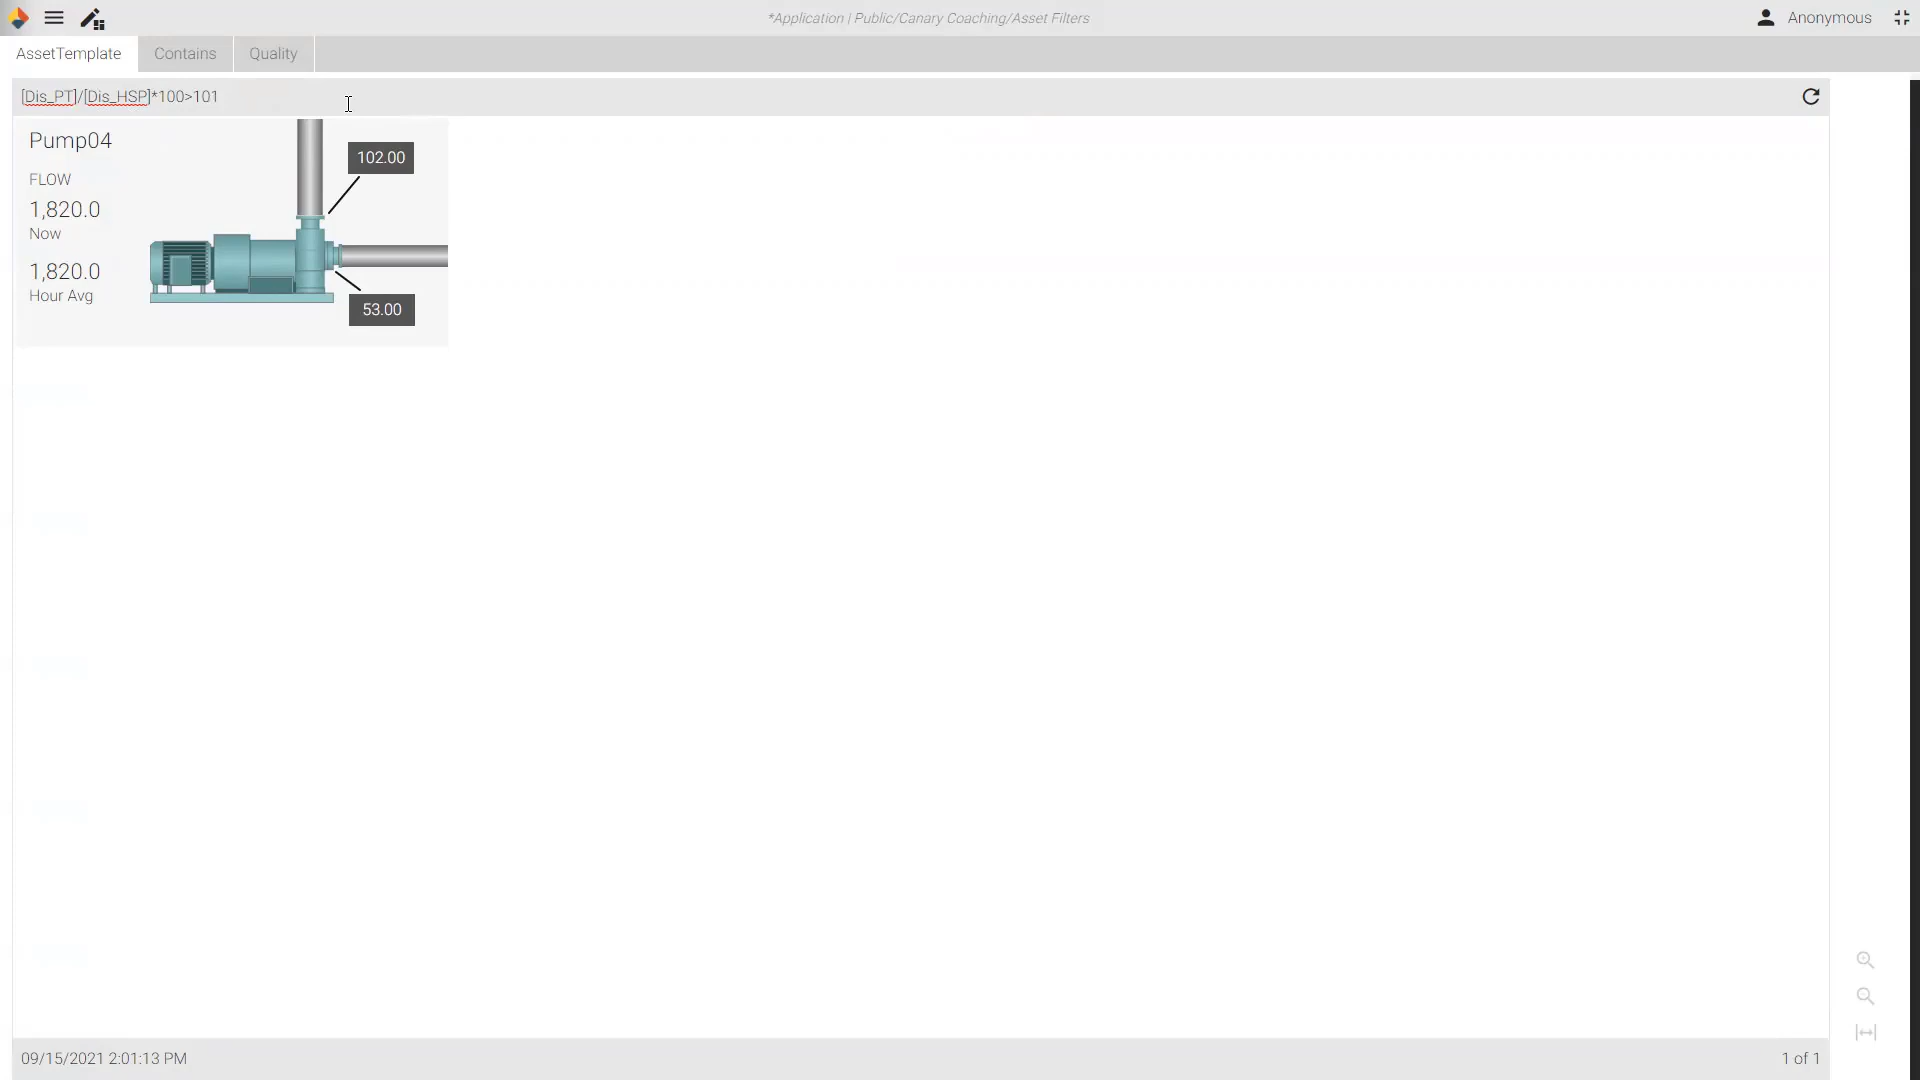 *Application | Public/Canary Coaching/Asset Filters
Anonymous
AssetTemplate
Contains
Quality
[Dis_PT]/[Dis_HSP]*100>101
Pump04
102.00
FLOW
1,820.0
Now
1,820.0
Hour Avg
53.00
09/15/2021 2:01:13 PM
1 of 1